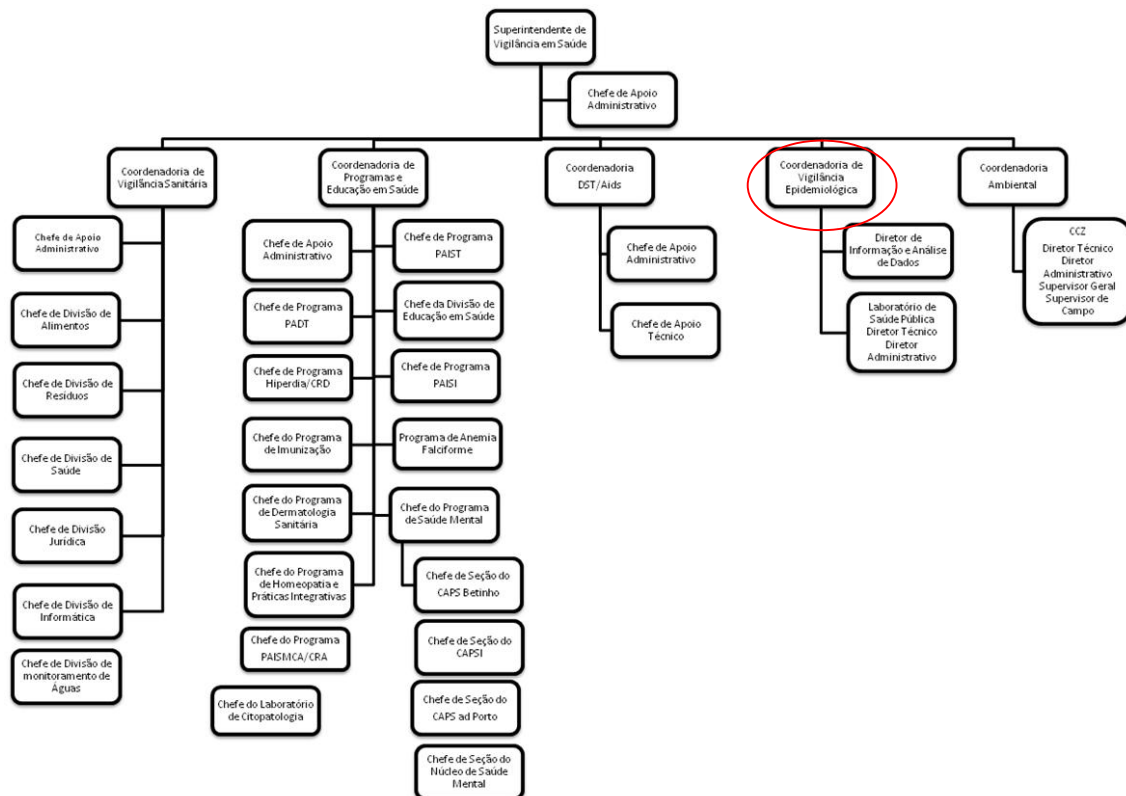 Superintendente de
Vigilância em Saúde
Chefe de Apoio
Administrativo
Coordenadoria de
Vigilância Sanitária
Chefe de Apoio
Administrativo
Chefe de Divisão de
Alimentos
Chefe de Divisão de
Resíduos
Chefe de Divisão de
Saúde
Chefe de Divisão
Jurídica
Chefe de Divisão
de Informática
Chefe de Divisão de
monitoramento de
Águas
Coordenadoria de
Programas e
Educação em Saúde
Chefe de Apoio
Administrativo
Chefe de Programa
PADT
Chefe de Programa
Hiperdia/CRD
Chefe do Programa
de Imunização
Chefe do Programa
de Dermatologia
Sanitária
Chefe do Programa
de Homeopatia e
Práticas Integrativas
Chefe do Programa
PAISMCA/CRA
Chefe do Laboratório
de Citopatologia
Chefe de Programa
PAIST
Chefe da Divisão de
Educação em Saúde
Chefe de Programa
PAISI
Programa de Anemia
Falciforme
Chefe do Programa
de Saúde Mental
Chefe de Seção do
CAPS Betinho
Chefe de Seção do
CAPSI
Chefe de Seção do
CAPS ad Porto
Chefe de Seção do
Núcleo de Saúde
Mental
Coordenadoria
DST/Aids
Chefe de Apoio
Administrativo
Chefe de Apoio
Técnico
Coordenadoria de
Vigilância
Epidemiológica
Diretor de
Informação e Análise
de Dados
Laboratório de
Saúde Pública
Diretor Técnico
Diretor
Administrativo
Coordenadoria
Ambiental
CCZ
Diretor Técnico
Diretor
Administrativo
Supervisor Geral
Supervisor de
Campo